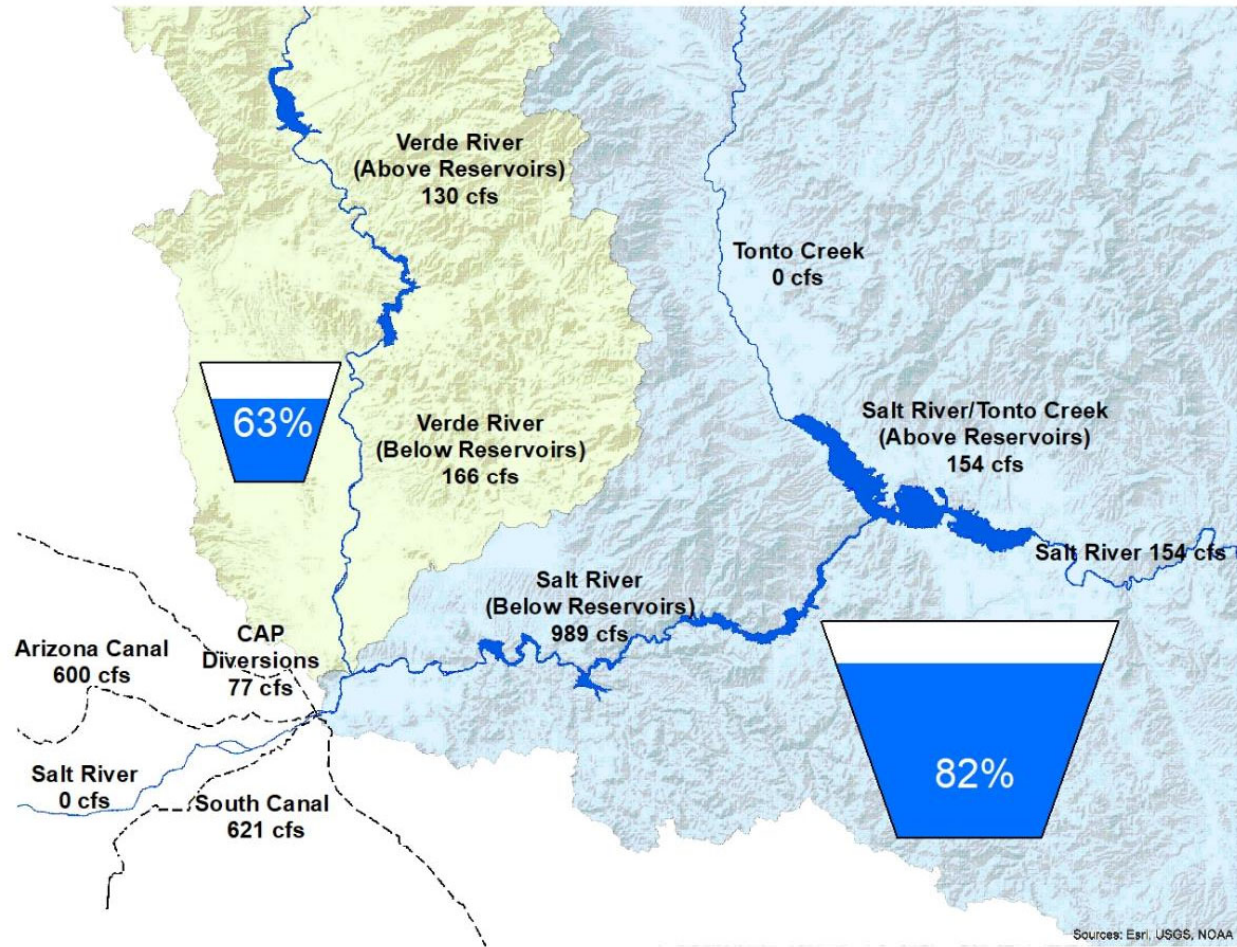 Verde River
(Above Reservoirs)
130 cfs
Tonto Creek
0 cfs
63%
Verde River
(Below Reservoirs)
166 cfs
Salt River/Tonto Creek
(Above Reservoirs)
154 cfs
Salt River 154 cfs
Salt River
(Below Reservoirs)
989 cfs
Arizona Canal
600 cfs
CAP
Diversions
77 cfs
Salt River
0 cfs
South Canal
621 cfs
82%
Sources: Esri, USGS, NOAA